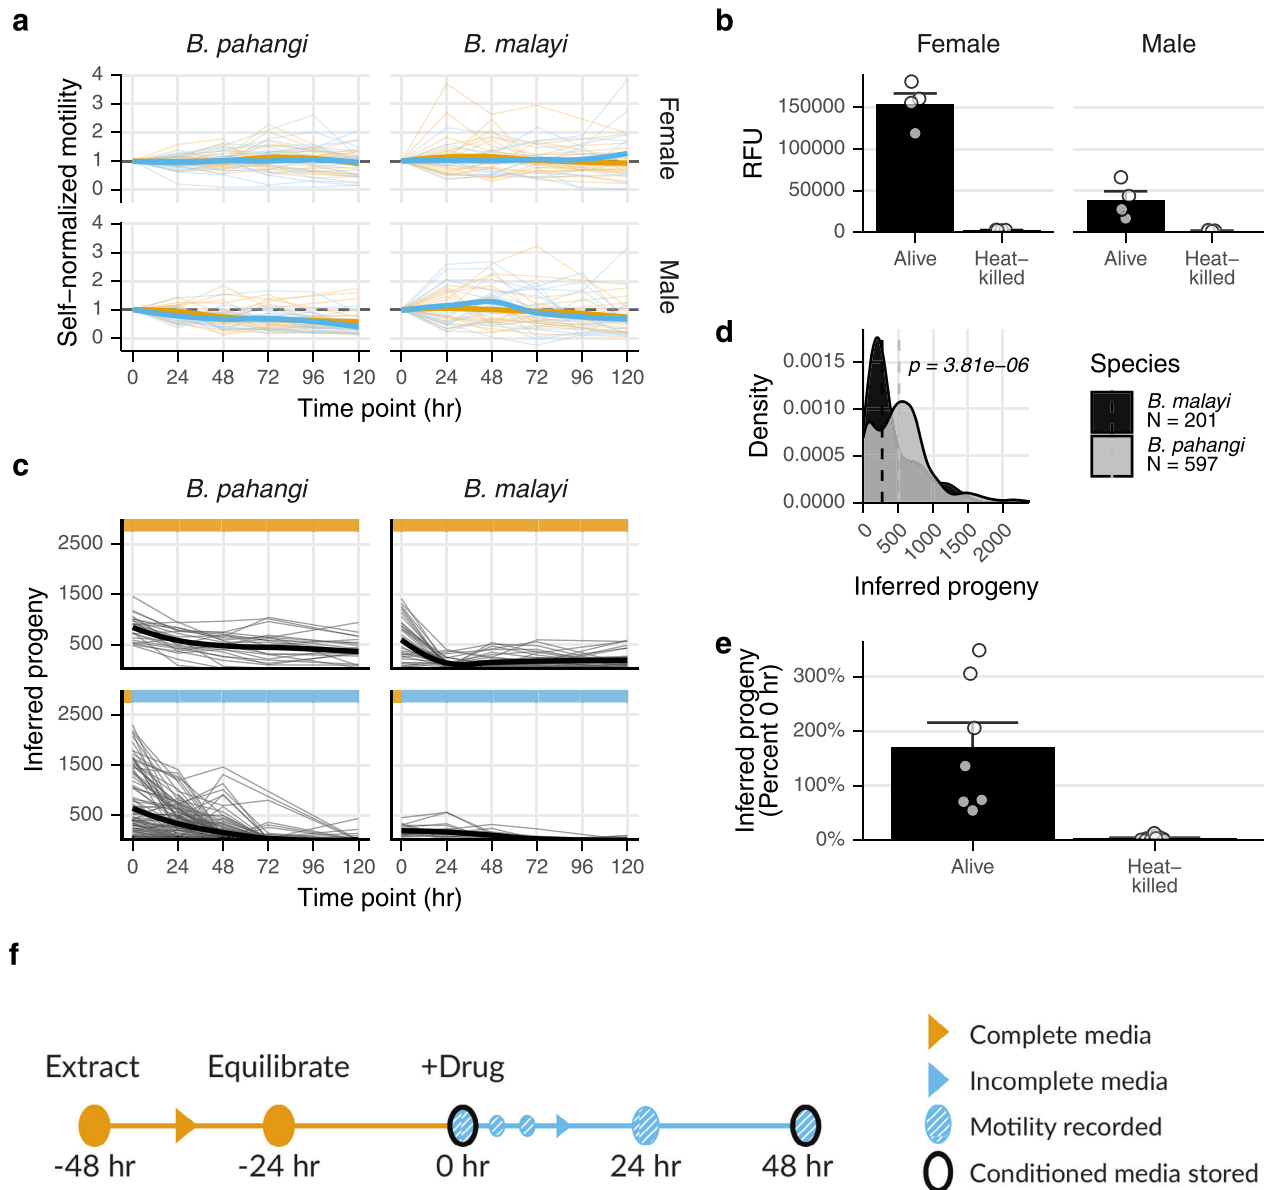 a
B. pahangi
B. malayi
Self−normalized motility
4
3
2
1
0
Female
4
3
2
1
0
Male
0 24 48 72 96 120
0 24 48 72 96 120
Time point (hr)
b
Female
Male
RFU
150000
100000
50000
0
Alive
Heat−
killed
Alive
Heat−
killed
c
B. pahangi
B. malayi
Inferred progeny
2500
1500
500
2500
1500
500
0 24 48 72 96 120
0 24 48 72 96 120
Time point (hr)
d
Density
0.0015
0.0010
0.0005
0.0000
p = 3.81e−06
0 500 1000 1500 2000
Inferred progeny
Species
B. malayi
N = 201
B. pahangi
N = 597
e
Inferred progeny
(Percent 0 hr)
300%
200%
100%
0%
Alive
Heat−
killed
f
Extract
Equilibrate
+Drug
-48 hr
-24 hr
0 hr
24 hr
48 hr
Complete media
Incomplete media
Motility recorded
Conditioned media stored